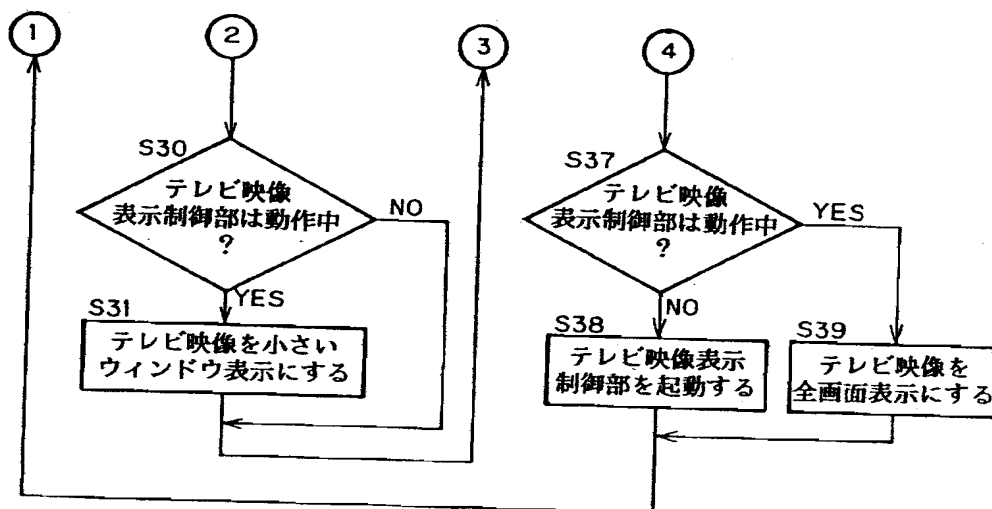 1
2
3
4
S30
テレビ映像
表示制御部は動作中
?
NO
YES
S31
テレビ映像を小さい
ウィンドウ表示にする
S37
テレビ映像
表示制御部は動作中
?
YES
NO
S38
テレビ映像表示
制御部を起動する
S39
テレビ映像を
全画面表示にする